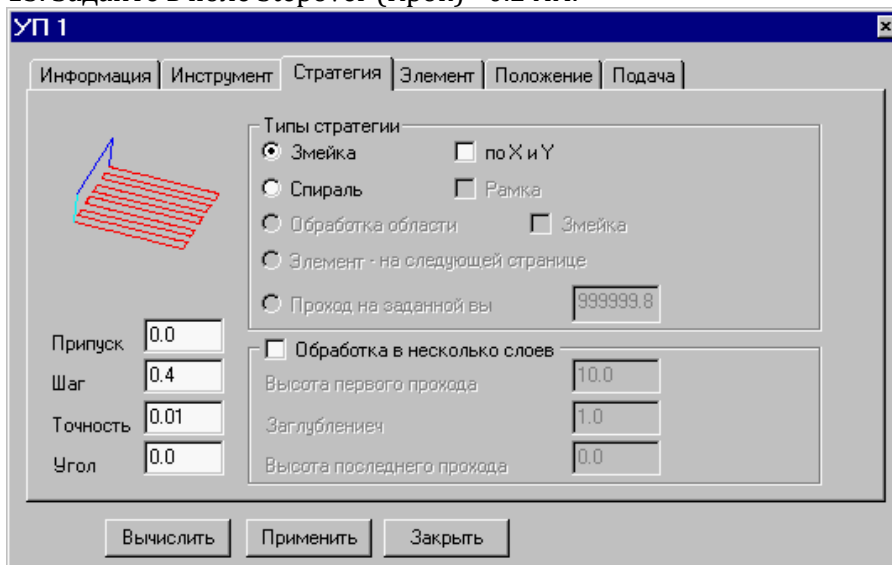 УП 1
Информация Инструмент Стратегия Элемент Положение Подача
Типы стратегии
Змейка по X и Y
Спираль Рамка
Обработка области Змейка
Элемент - на следующей странице
Проход на заданной вы 999999.8
Припуск 0.0
Шаг 0.4
Точность 0.01
Угол 0.0
Обработка в несколько слоев
Высота первого прохода 10.0
Заглублениеч 1.0
Высота последнего прохода 0.0
Вычислить Применить Закрыть